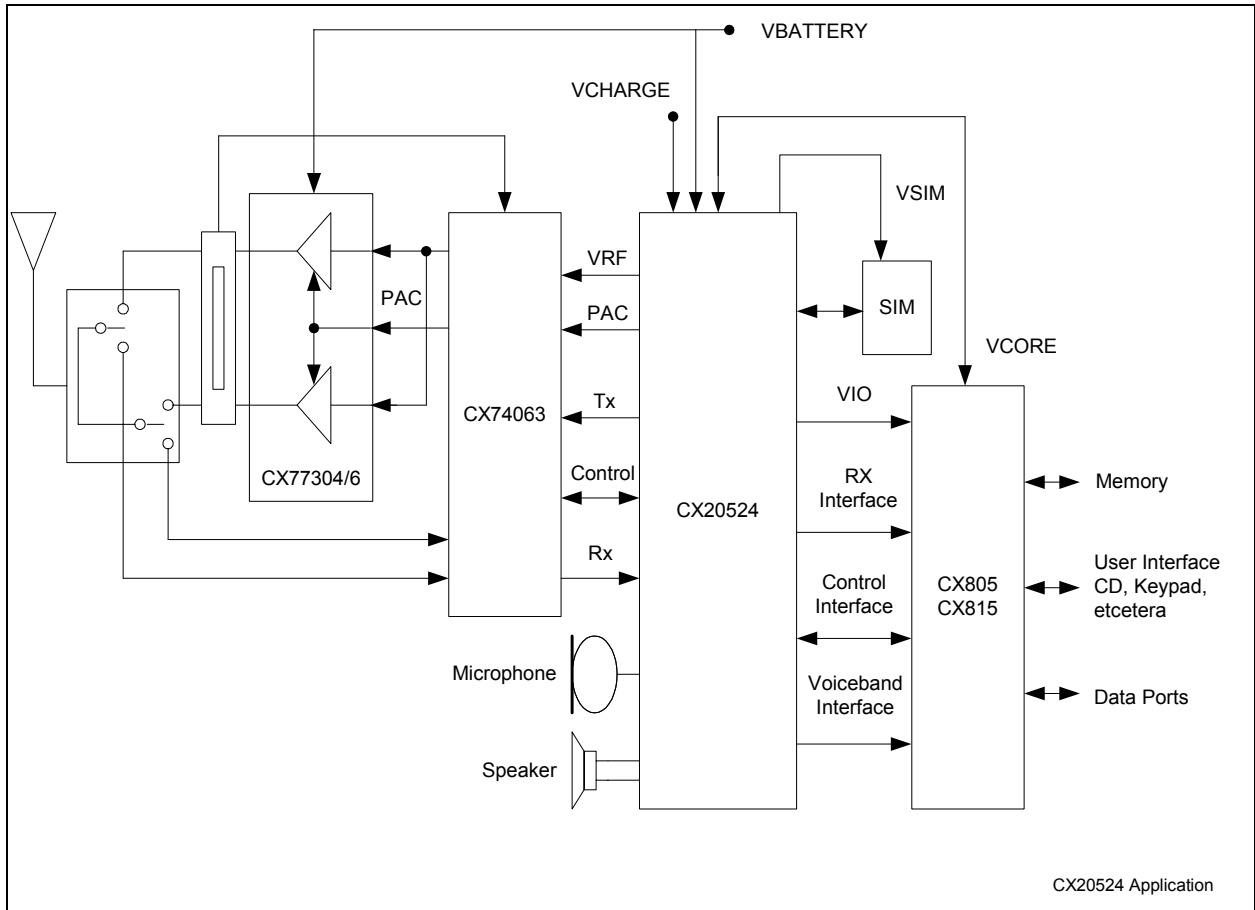 VBATTERY
VCHARGE
VSIM
VRF
PAC
PAC
SIM
VCORE
Tx
CX74063
VIO
CX77304/6
Control
RX
Interface
Memory
CX20524
Rx
Control
Interface
CX805
CX815
User Interface
CD, Keypad,
etcetera
Microphone
Voiceband
Interface
Data Ports
Speaker
CX20524 Application